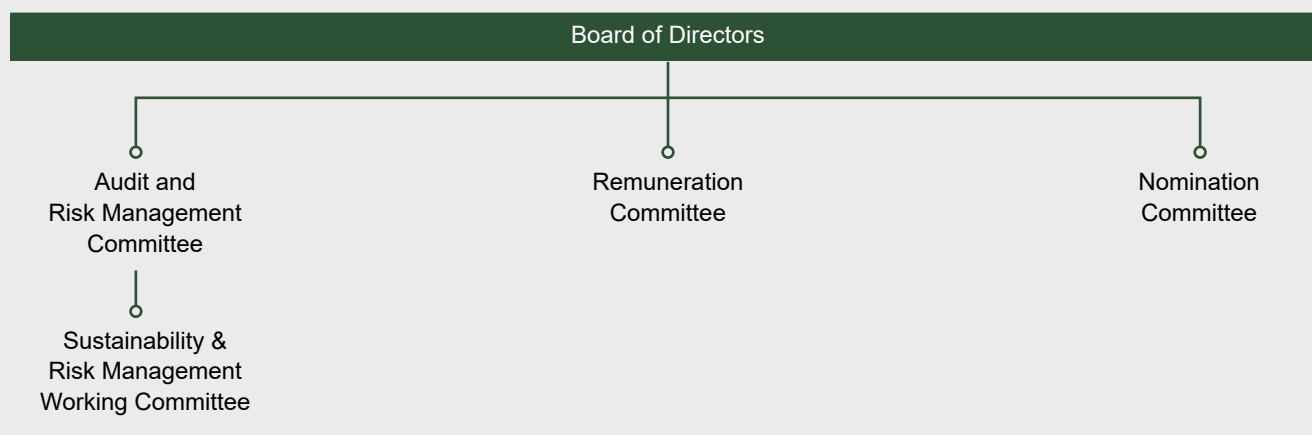 Board of Directors
Audit and
Risk Management
Committee
Remuneration
Committee
Nomination
Committee
Sustainability &
Risk Management
Working Committee